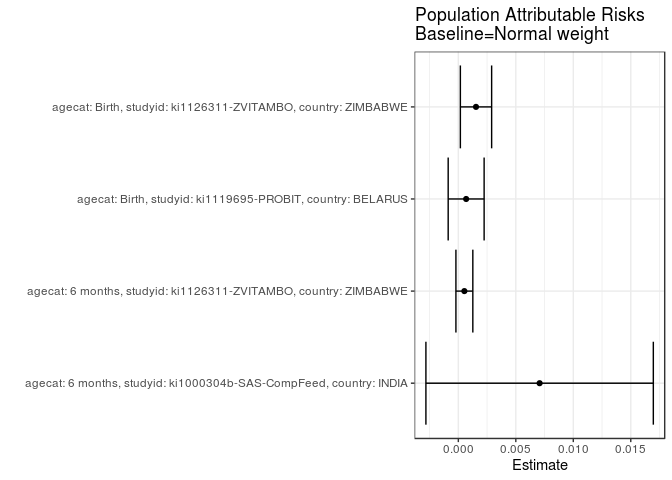 Population Attributable Risks
Baseline=Normal weight
agecat: Birth, studyid: ki1126311-ZVITAMBO, country: ZIMBABWE
agecat: Birth, studyid: ki1119695-PROBIT, country: BELARUS
agecat: 6 months, studyid: ki1126311-ZVITAMBO, country: ZIMBABWE
agecat: 6 months, studyid: ki1000304b-SAS-CompFeed, country: INDIA
0.000 0.005 0.010 0.015
Estimate